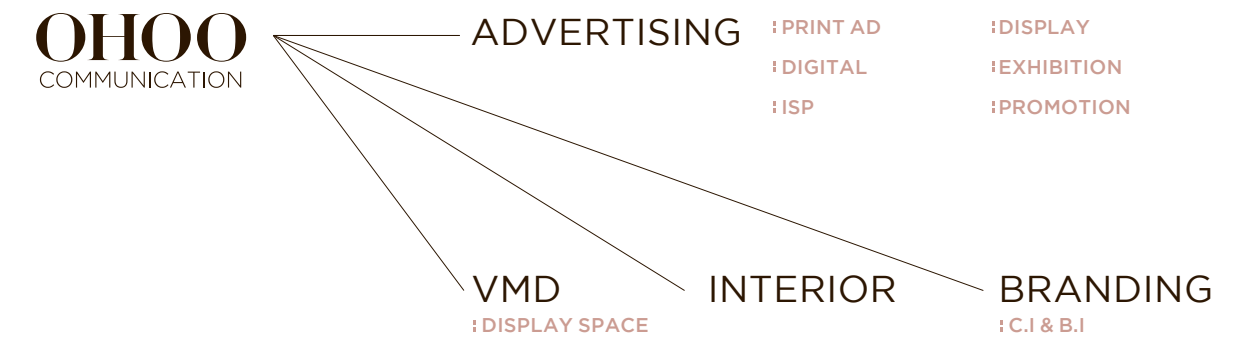 OHOO
COMMUNICATION
ADVERTISING
PRINT AD
DISPLAY
DIGITAL
EXHIBITION
ISP
PROMOTION
VMD
DISPLAY SPACE
INTERIOR
BRANDING
C.I & B.I